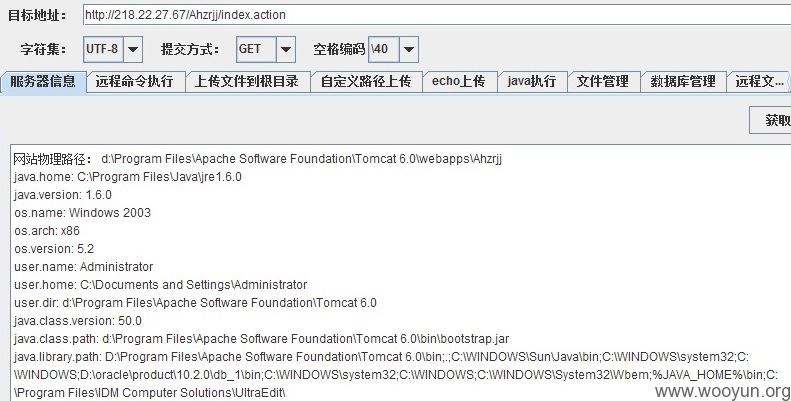 目标地址： http://218.22.27.67/Ahzrjj/index.action
字符集： UTF-8 提交方式： GET 空格编码 \40
服务器信息 远程命令执行 上传文件到根目录 自定义路径上传 echo上传 java执行 文件管理 数据库管理 远程文...
获取
网站物理路径： d:\Program Files\Apache Software Foundation\Tomcat 6.0\webapps\Ahzrjj
java.home: C:\Program Files\Java\jre1.6.0
java.version: 1.6.0
os.name: Windows 2003
os.arch: x86
os.version: 5.2
user.name: Administrator
user.home: C:\Documents and Settings\Administrator
user.dir: d:\Program Files\Apache Software Foundation\Tomcat 6.0
java.class.version: 50.0
java.class.path: d:\Program Files\Apache Software Foundation\Tomcat 6.0\bin\bootstrap.jar
java.library.path: D:\Program Files\Apache Software Foundation\Tomcat 6.0\bin;.;C:\WINDOWS\Sun\Java\bin;C:\WINDOWS\system32;C:
\WINDOWS;D:\oracle\product\10.2.0\db_1\bin;C:\WINDOWS\system32;C:\WINDOWS;C:\WINDOWS\System32\Wbem;%JAVA_HOME%\bin;C:
\Program Files\IDM Computer Solutions\UltraEdit\
www.wooyun.org